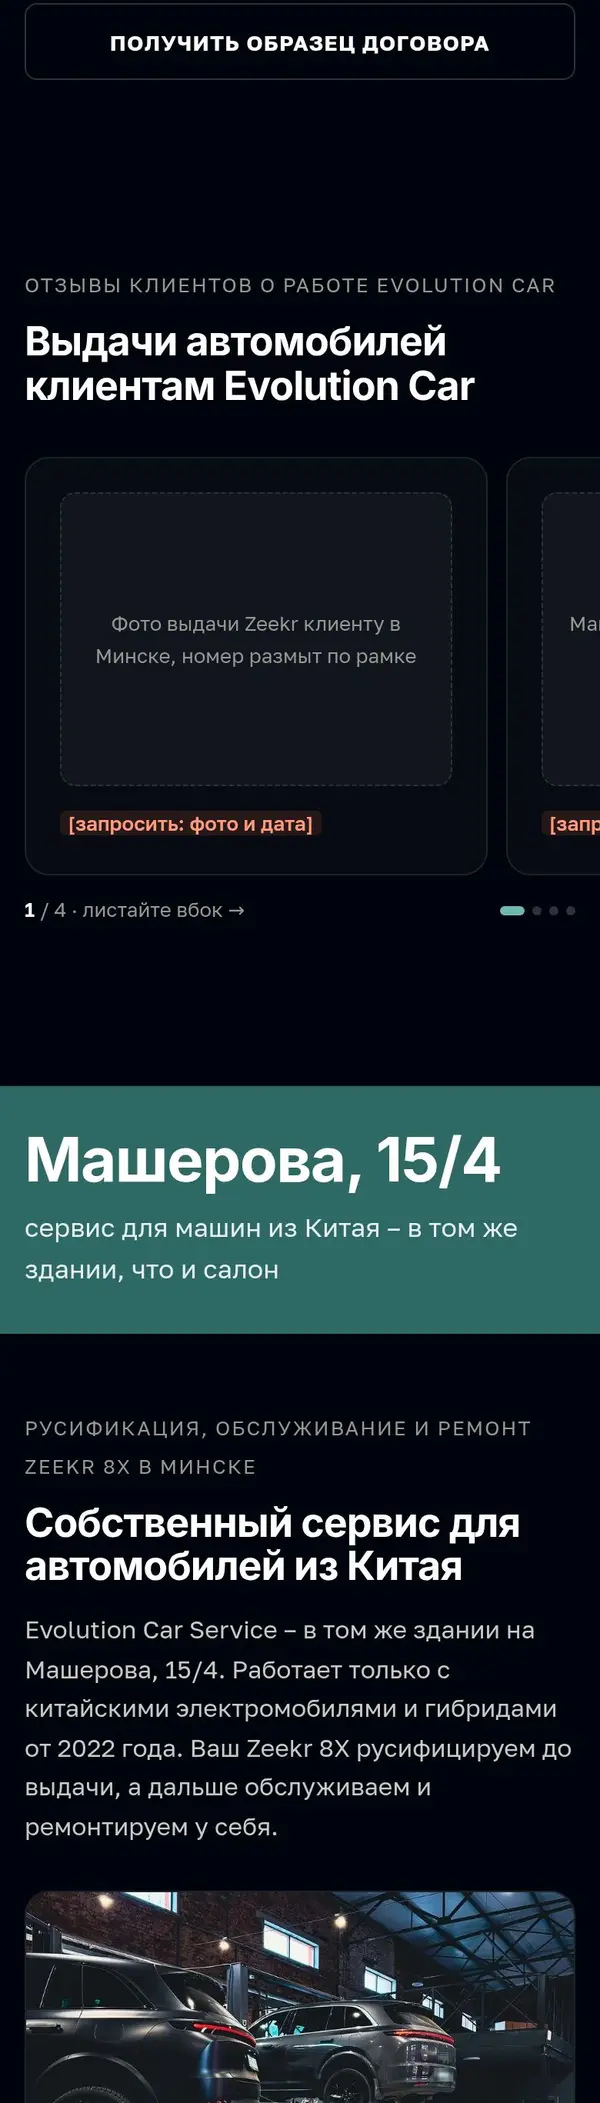 ПОЛУЧИТЬ ОБРАЗЕЦ ДОГОВОРА
ОТЗЫВЫ КЛИЕНТОВ О РАБОТЕ EVOLUTION CAR
Выдачи автомобилей
клиентам Evolution Car
Фото выдачи Zeekr клиенту в
Минске, номер размыт по рамке
[запросить: фото и дата]
1 / 4 · листайте вбок →
Машерова, 15/4
сервис для машин из Китая – в том же
здании, что и салон
РУСИФИКАЦИЯ, ОБСЛУЖИВАНИЕ И РЕМОНТ
ZEEKR 8X В МИНСКЕ
Собственный сервис для
автомобилей из Китая
Evolution Car Service – в том же здании на
Машерова, 15/4. Работает только с
китайскими электромобилями и гибридами
от 2022 года. Ваш Zeekr 8X русифицируем до
выдачи, а дальше обслуживаем и
ремонтируем у себя.